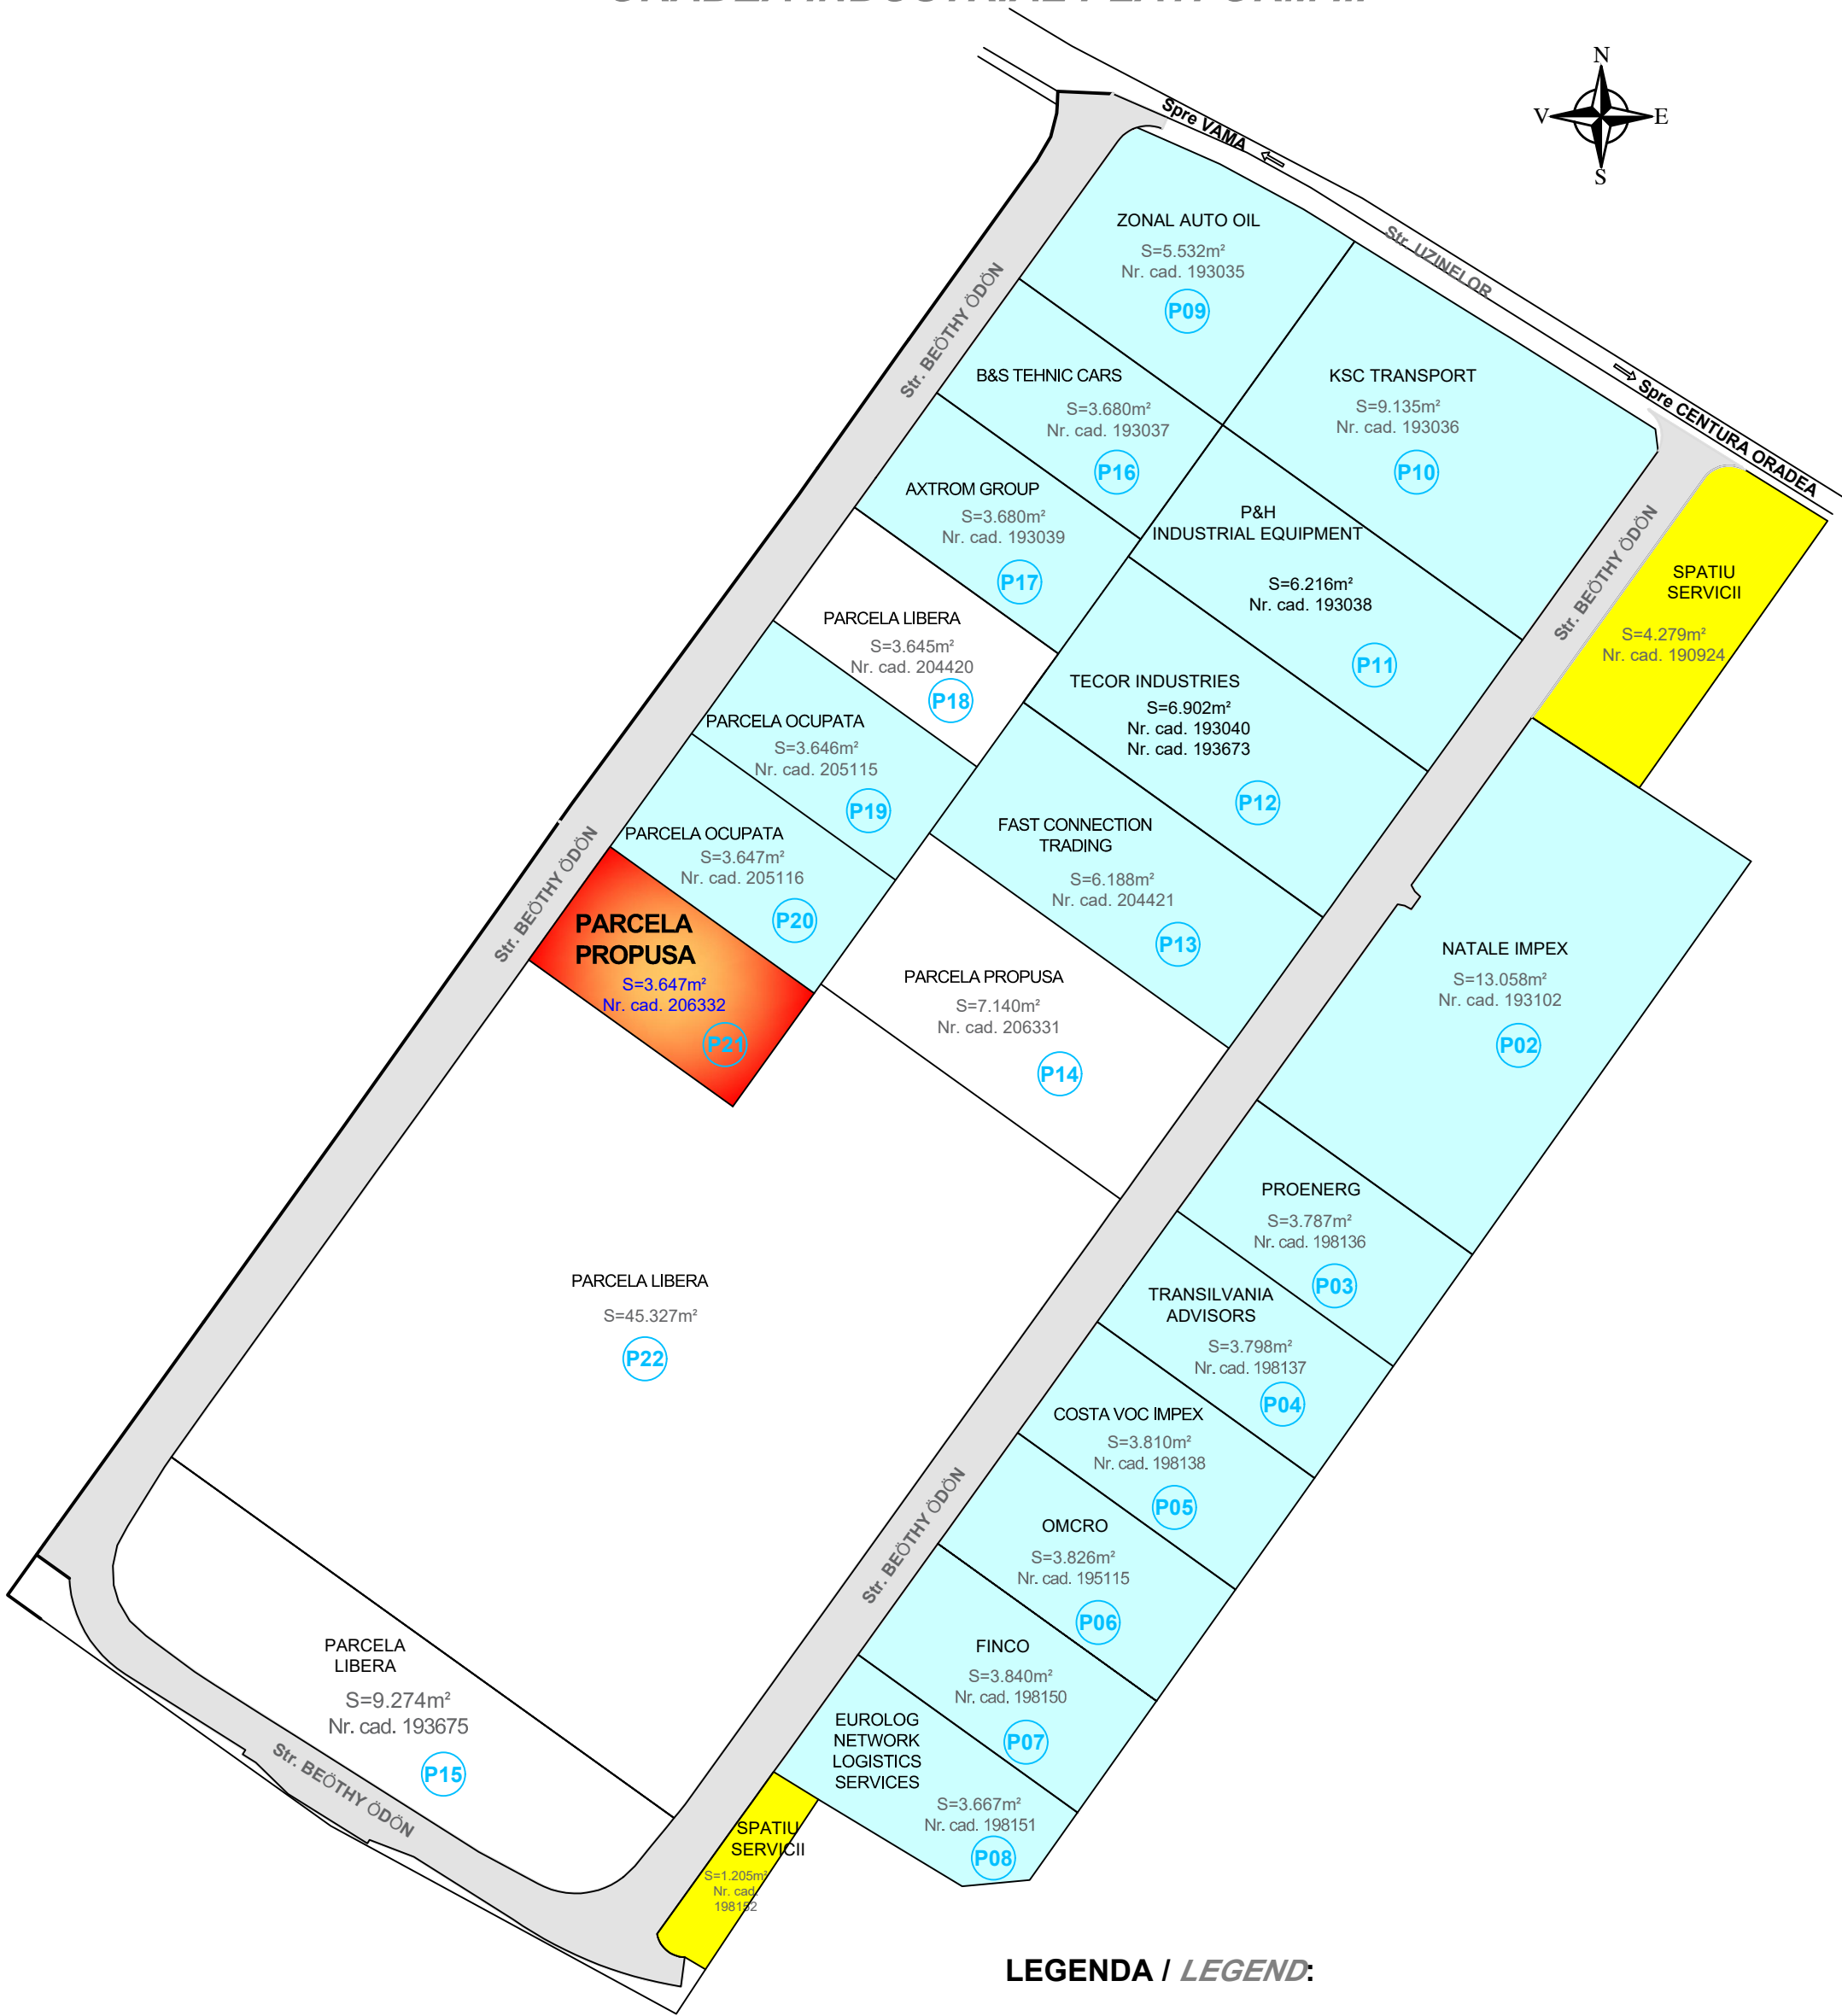 N
V
E
S
Spre VAMA
Str. UZINELOR
Spre CENTURA ORADEA
ZONAL AUTO OIL
S=5.532m²
Nr. cad. 193035
P09
Str. BEÖTHY ÖDÖN
B&S TEHNIC CARS
S=3.680m²
Nr. cad. 193037
P16
KSC TRANSPORT
S=9.135m²
Nr. cad. 193036
P10
AXTROM GROUP
S=3.680m²
Nr. cad. 193039
P17
P&H
INDUSTRIAL EQUIPMENT
S=6.216m²
Nr. cad. 193038
P11
Str. BEÖTHY ÖDÖN
SPATIU
SERVICII
S=4.279m²
Nr. cad. 190924
PARCELA LIBERA
S=3.645m²
Nr. cad. 204420
P18
TECOR INDUSTRIES
S=6.902m²
Nr. cad. 193040
Nr. cad. 193673
P12
PARCELA OCUPATA
S=3.646m²
Nr. cad. 205115
P19
PARCELA OCUPATA
S=3.647m²
Nr. cad. 205116
P20
FAST CONNECTION
TRADING
S=6.188m²
Nr. cad. 204421
P13
Str. BEÖTHY ÖDÖN
PARCELA
PROPUSA
S=3.647m²
Nr. cad. 206332
P21
PARCELA PROPUSA
S=7.140m²
Nr. cad. 206331
P14
NATALE IMPEX
S=13.058m²
Nr. cad. 193102
P02
PROENERG
S=3.787m²
Nr. cad. 198136
P03
PARCELA LIBERA
S=45.327m²
P22
TRANSILVANIA
ADVISORS
S=3.798m²
Nr. cad. 198137
P04
COSTA VOC IMPEX
S=3.810m²
Nr. cad. 198138
P05
Str. BEÖTHY ÖDÖN
OMCRO
S=3.826m²
Nr. cad. 195115
P06
FINCO
S=3.840m²
Nr. cad. 198150
P07
PARCELA
LIBERA
S=9.274m²
Nr. cad. 193675
P15
Str. BEÖTHY ÖDÖN
EUROLOG
NETWORK
LOGISTICS
SERVICES
S=3.667m²
Nr. cad. 198151
P08
SPATIU
SERVICII
S=1.205m²
Nr. cad.
198152
LEGENDA / LEGEND: